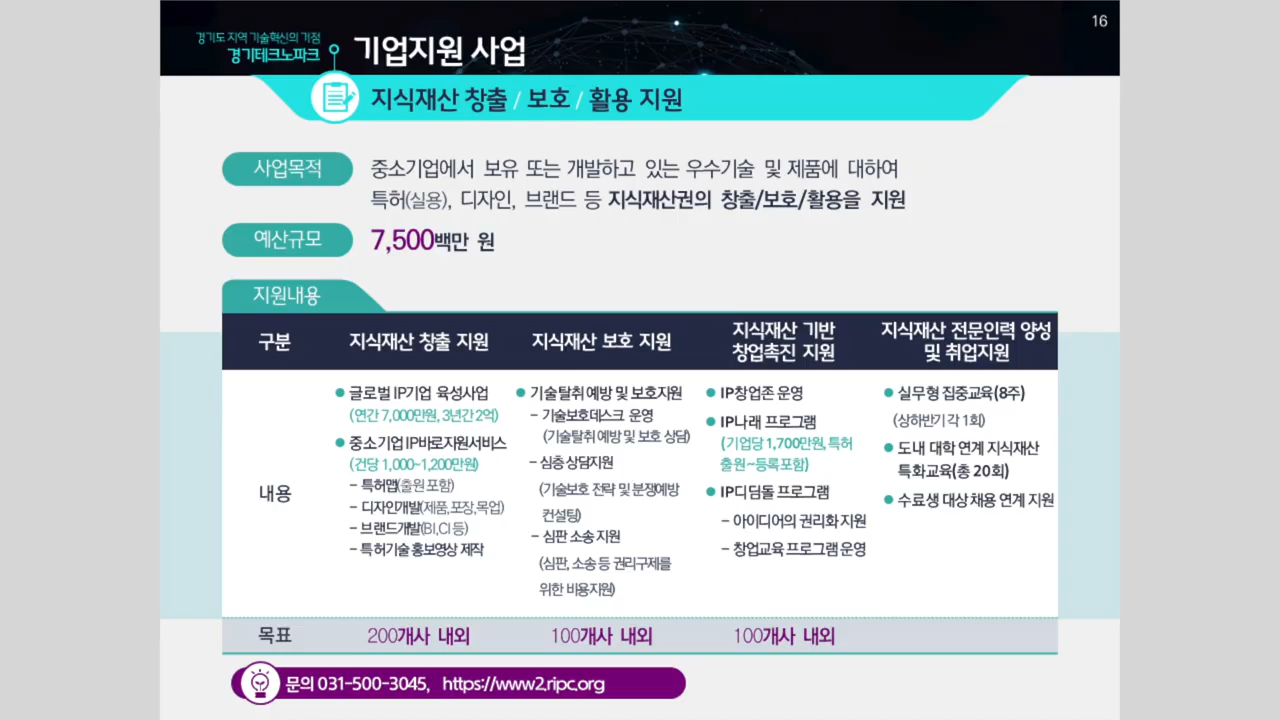 16
경기도 지역 기술혁신의 기점
경기테크노파크
기업지원 사업
지식재산 창출 / 보호 / 활용 지원
사업목적
중소기업에서 보유 또는 개발하고 있는 우수기술 및 제품에 대하여
특허(실용), 디자인, 브랜드 등 지식재산권의 창출/보호/활용을 지원
예산규모
7,500백만 원
지원내용
구분
지식재산 창출 지원
지식재산 보호 지원
지식재산 기반
창업촉진 지원
지식재산 전문인력 양성
및 취업지원
내용
● 글로벌 IP기업 육성사업
(연간 7,000만원, 3년간 2억)
● 중소기업 IP바로지원서비스
(건당 1,000~1,200만원)
- 특허맵(출원 포함)
- 디자인개발(제품,포장,목업)
- 브랜드개발(BI,CI 등)
- 특허기술 홍보영상 제작
● 기술탈취 예방 및 보호지원
- 기술보호데스크 운영
(기술탈취 예방 및 보호 상담)
- 심층 상담지원
(기술보호 전략 및 분쟁예방
컨설팅)
- 심판 소송 지원
(심판, 소송 등 권리구제를
위한 비용지원)
● IP창업존 운영
● IP나래 프로그램
(기업당 1,700만원, 특허
출원~등록포함)
● IP디딤돌 프로그램
- 아이디어의 권리화 지원
- 창업교육 프로그램 운영
● 실무형 집중교육(8주)
(상하반기 각 1회)
● 도내 대학 연계 지식재산
특화교육(총 20회)
● 수료생 대상 채용 연계 지원
목표
200개사 내외
100개사 내외
100개사 내외
문의 031-500-3045, https://www2.ripc.org